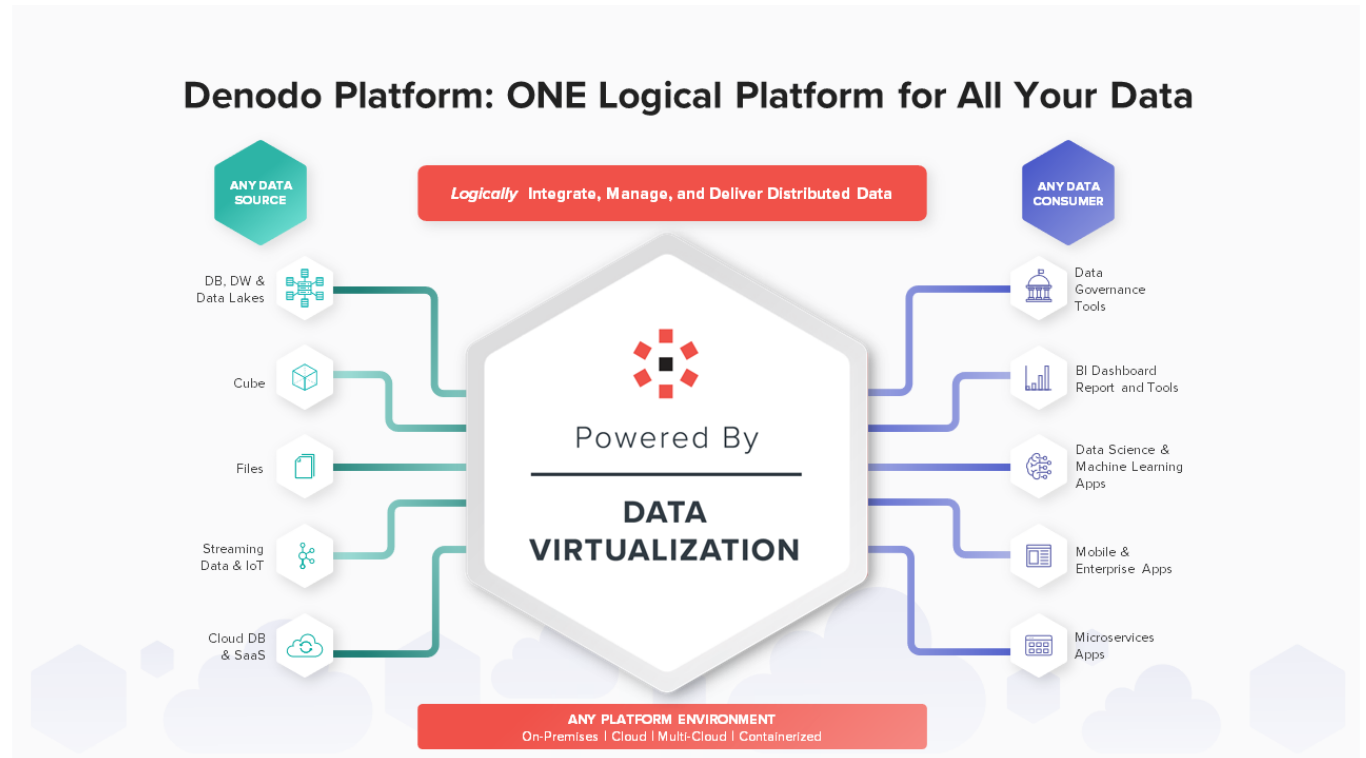 Denodo Platform: ONE Logical Platform for All Your Data
ANY DATA
SOURCE
Logically Integrate, Manage, and Deliver Distributed Data
ANY DATA
CONSUMER
DB, DW &
Data Lakes
Cube
Files
Streaming
Data & IoT
Cloud DB
& SaaS
Powered By
DATA
VIRTUALIZATION
Data
Governance
Tools
BI Dashboard
Report and Tools
Data Science &
Machine Learning
Apps
Mobile &
Enterprise Apps
Microservices
Apps
ANY PLATFORM ENVIRONMENT
On-Premises | Cloud | Multi-Cloud | Containerized